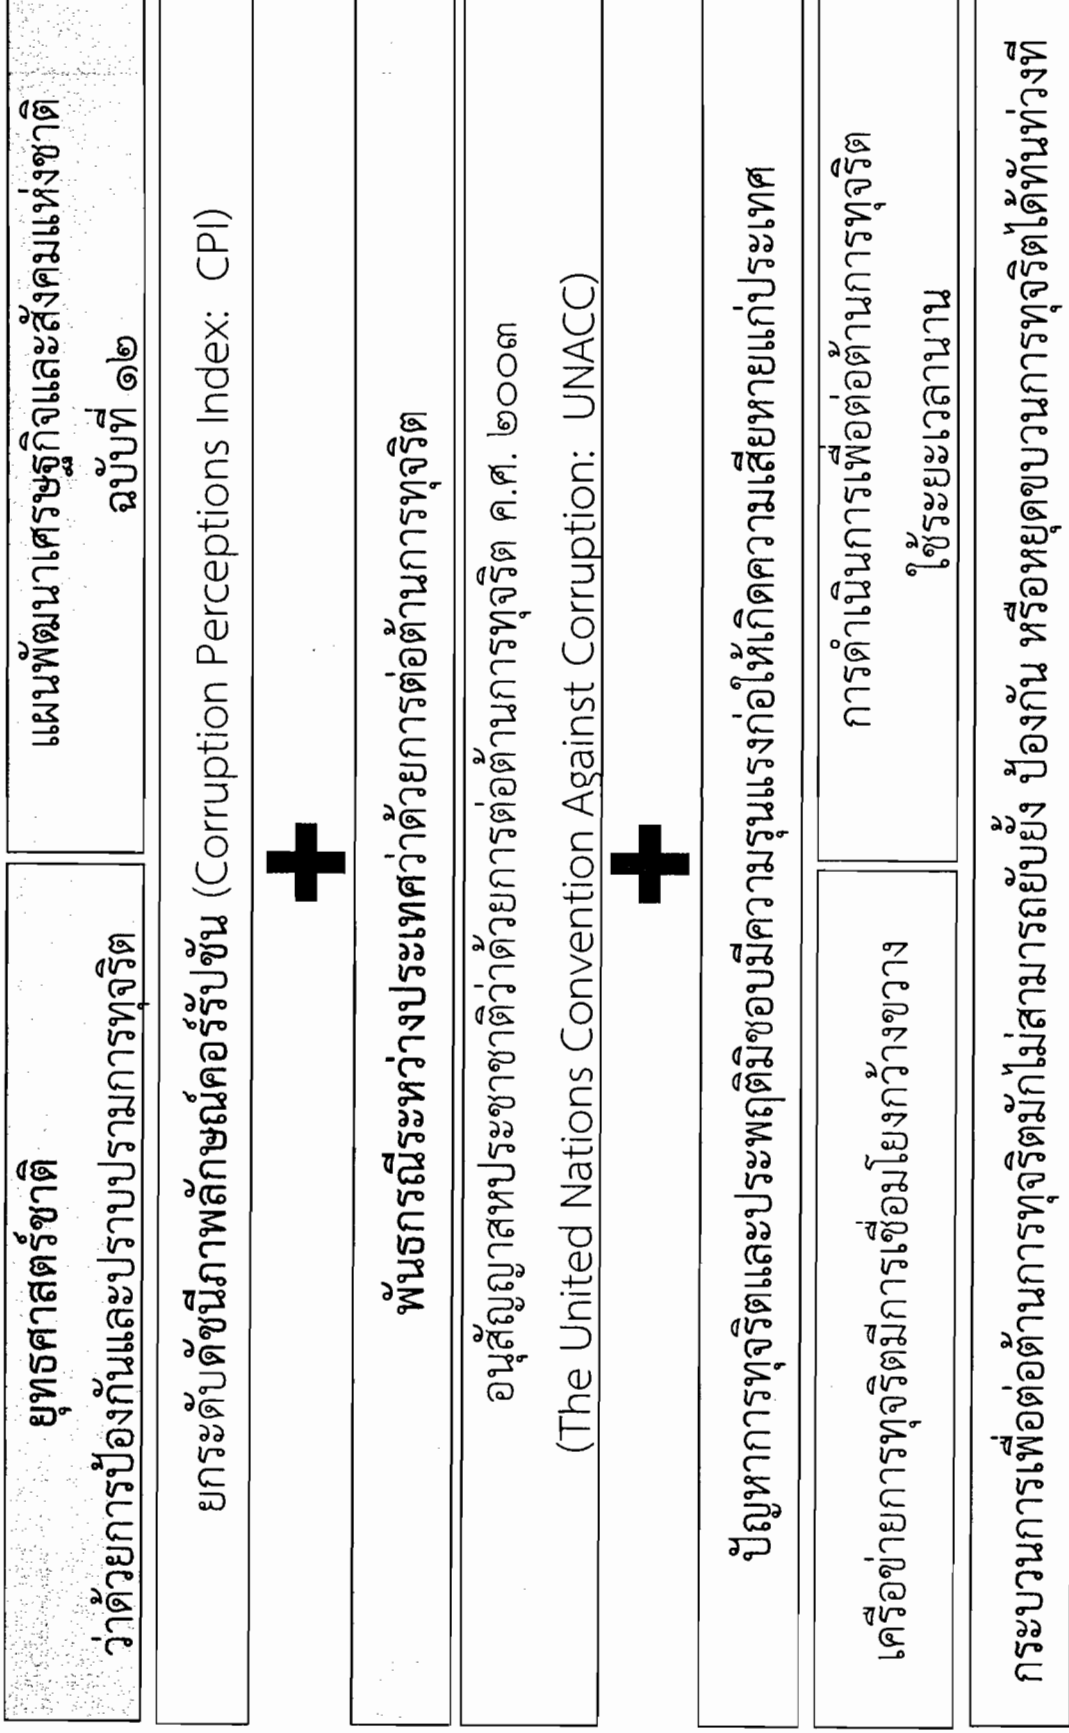 ยุทธศาสตร์ชาติ
ว่าด้วยการป้องกันและปราบปรามการทุจริต
แผนพัฒนาเศรษฐกิจและสังคมแห่งชาติ
ฉบับที่ ๑๒
ยกระดับดัชนีภาพลักษณ์คอร์รัปชัน (Corruption Perceptions Index: CPI)
พันธกรณีระหว่างประเทศว่าด้วยการต่อต้านการทุจริต
อนุสัญญาสหประชาชาติว่าด้วยการต่อต้านการทุจริต ค.ศ. ๒๐๐๓
(The United Nations Convention Against Corruption: UNACC)
ปัญหาการทุจริตและประพฤติมิชอบมีความรุนแรงก่อให้เกิดความเสียหายแก่ประเทศ
เครือข่ายการทุจริตมีการเชื่อมโยงกว้างขวาง
การดำเนินการเพื่อต่อต้านการทุจริต
ใช้ระยะเวลานาน
กระบวนการเพื่อต่อต้านการทุจริตมักไม่สามารถยับยั้ง ป้องกัน หรือหยุดขบวนการทุจริตได้ทันท่วงที